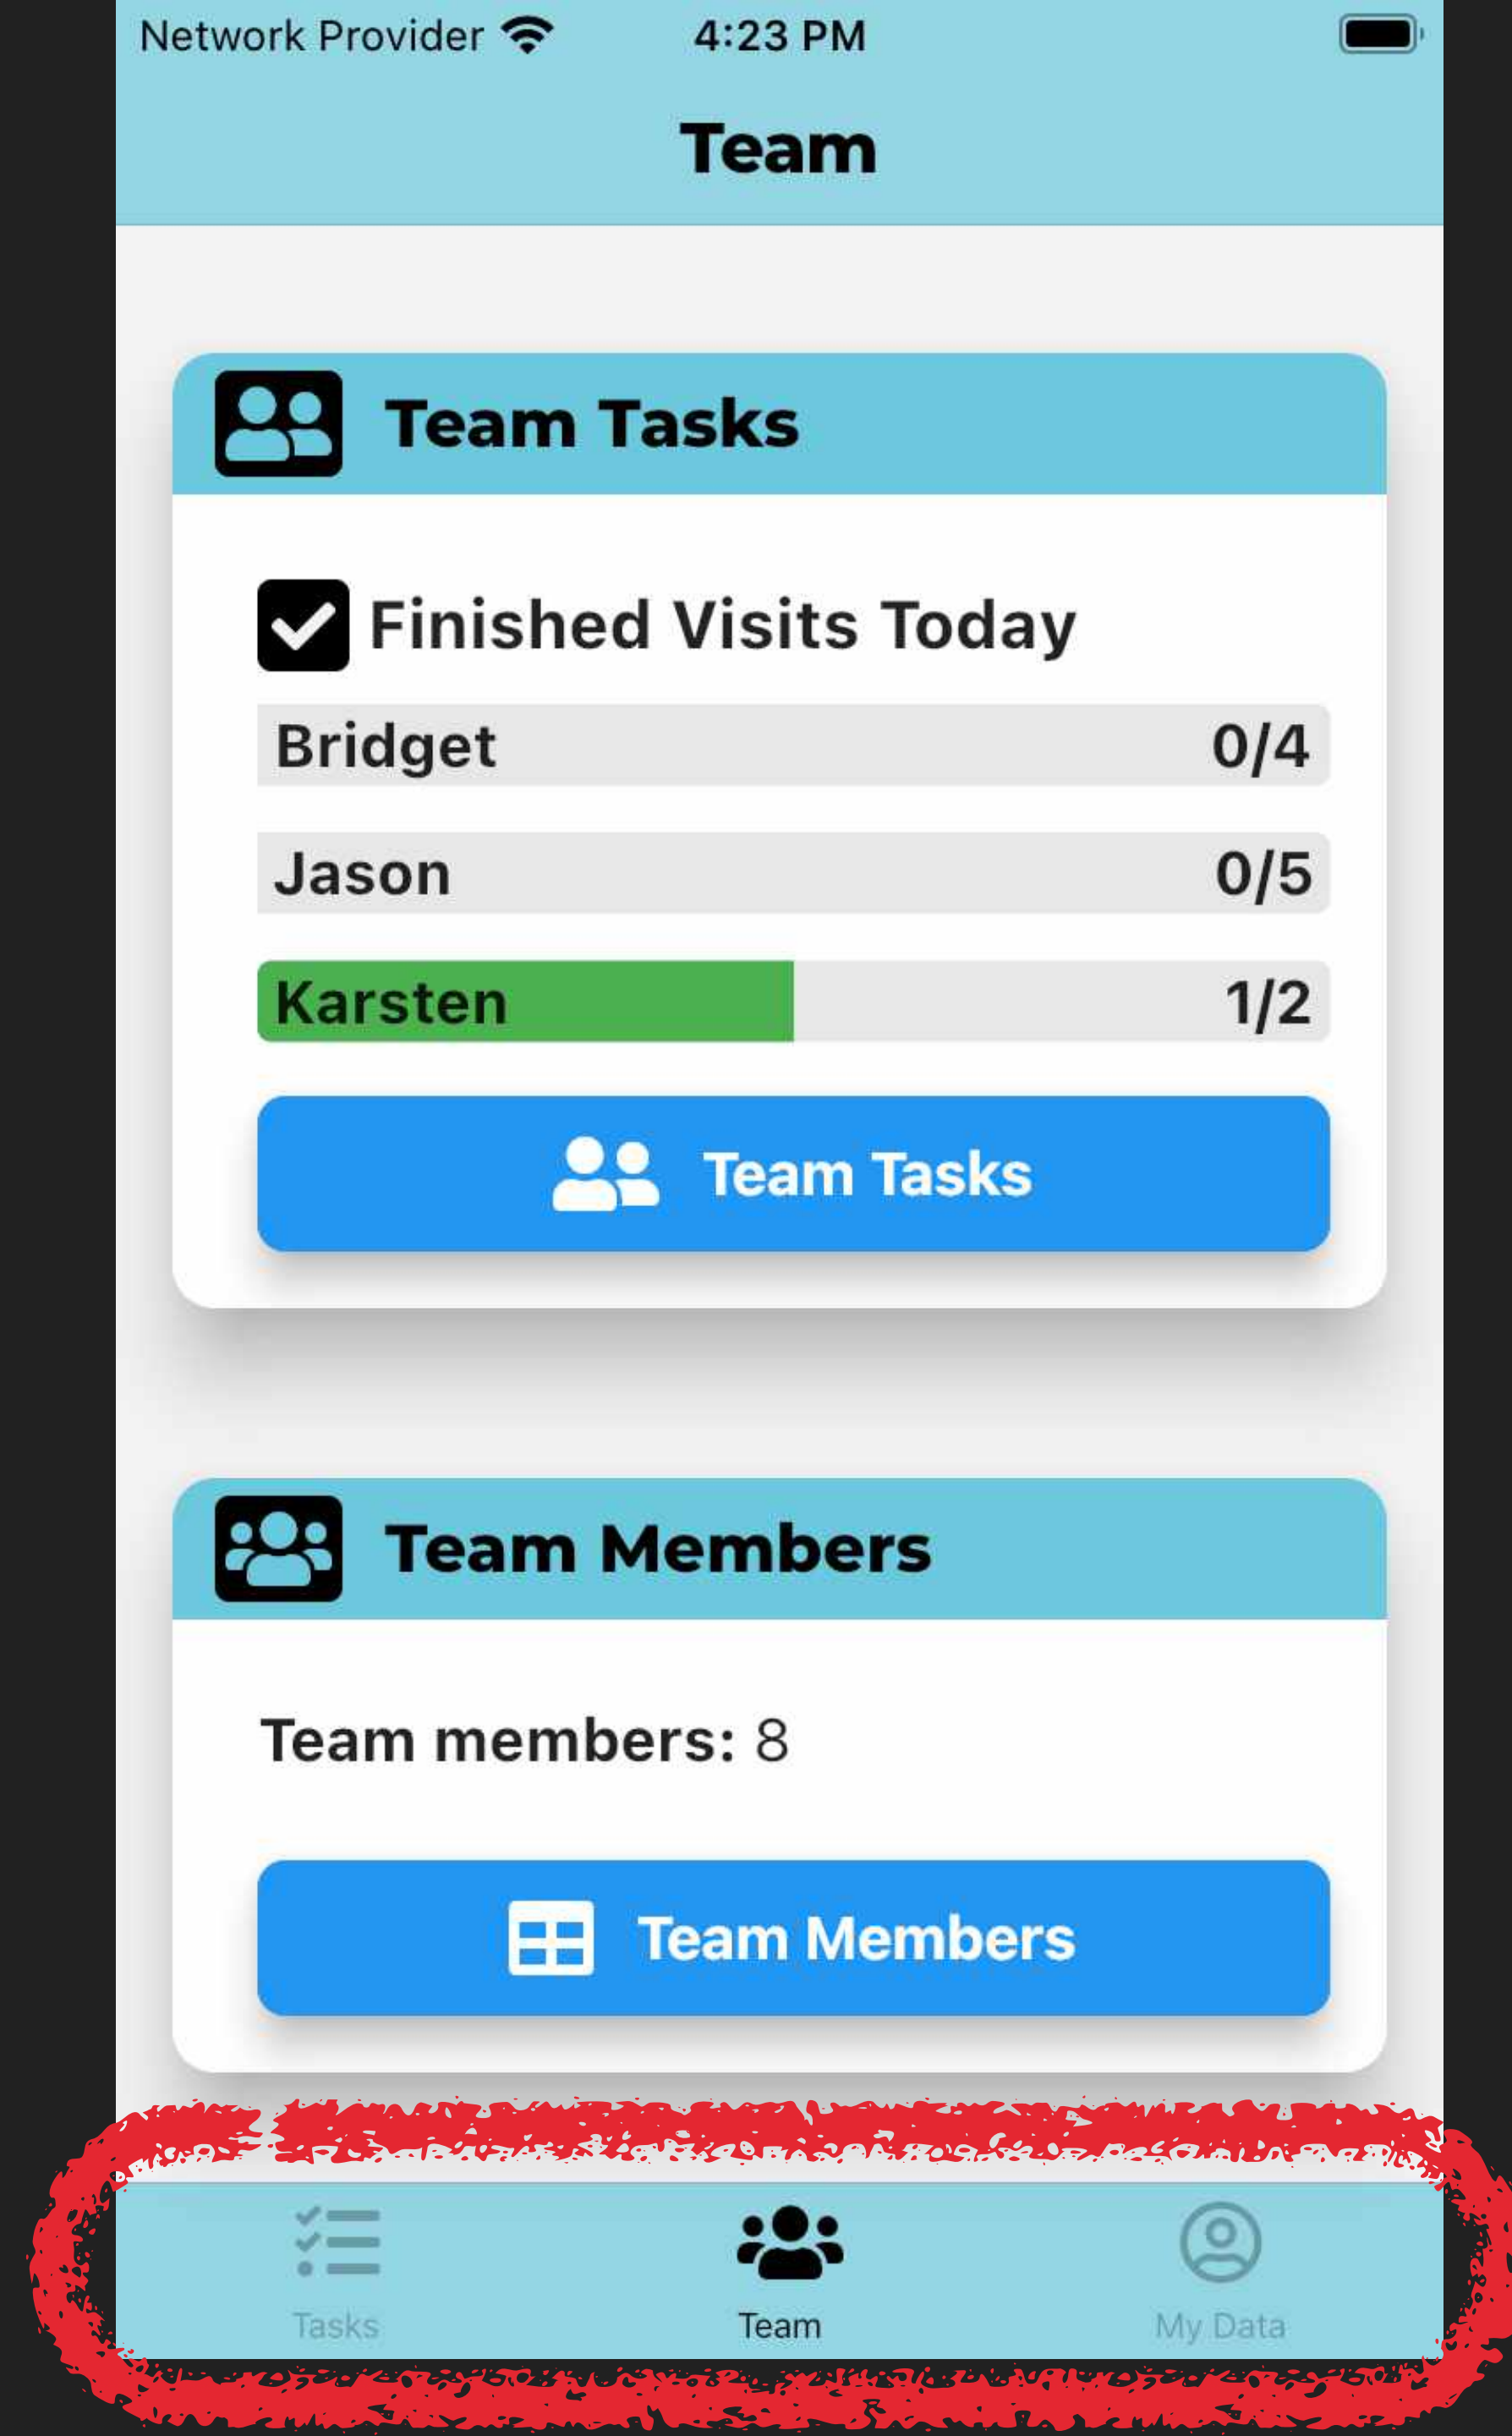 Network Provider 4:23 PM
Team
Team Tasks
Finished Visits Today
Bridget 0/4
Jason 0/5
Karsten 1/2
Team Tasks
Team Members
Team members: 8
Team Members
Tasks Team My Data